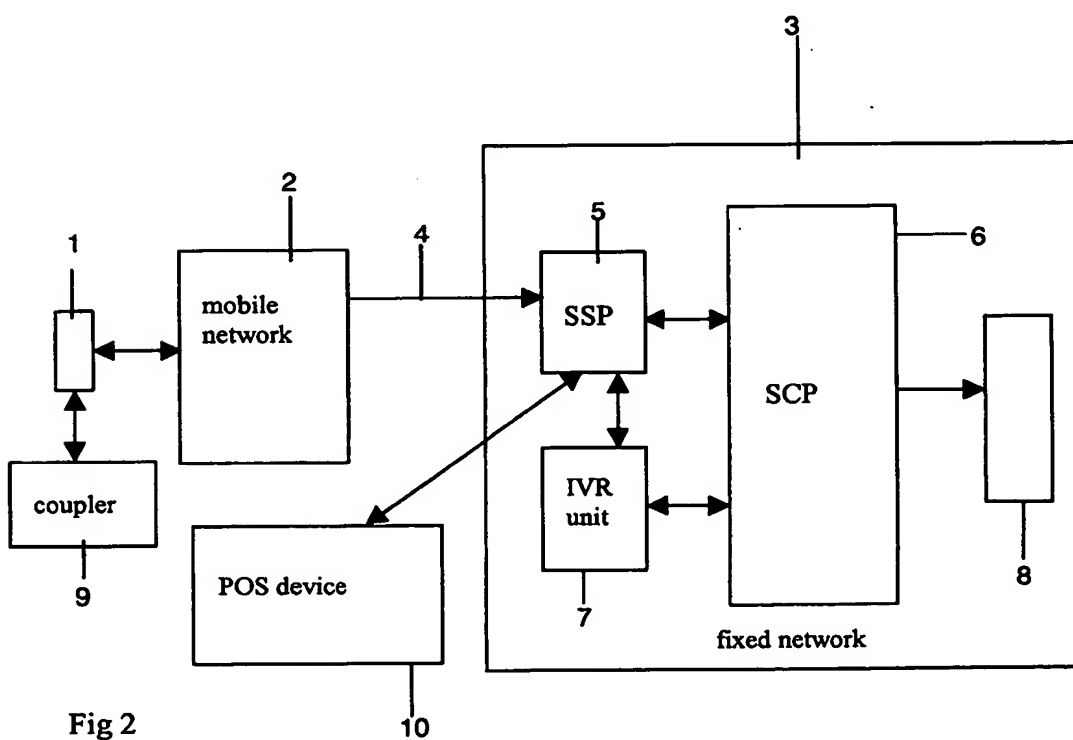 3
2
1
4
5
6
mobile
network
SSP
SCP
coupler
IVR
unit
POS device
9
7
8
fixed network
Fig 2
10